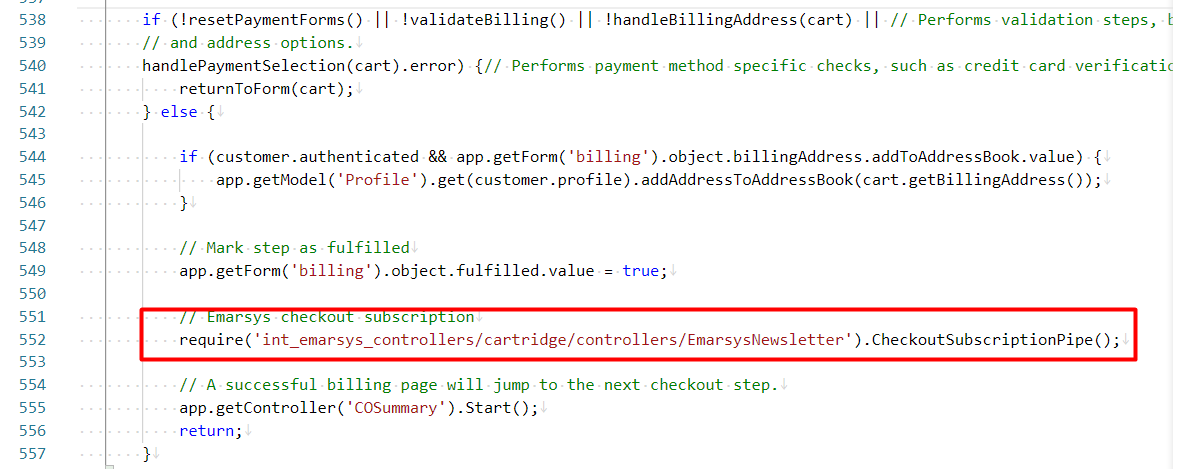 538 if (!resetPaymentForms() || !validateBilling() || !handleBillingAddress(cart) || // Performs validation steps,
539 // and address options.
540 handlePaymentSelection(cart).error) {// Performs payment method specific checks, such as credit card verificatio
541 returnToForm(cart);
542 } else {
543
544 if (customer.authenticated && app.getForm('billing').object.billingAddress.addToAddressBook.value) {
545 app.getModel('Profile').get(customer.profile).addAddressToAddressBook(cart.getBillingAddress());
546 }
547
548 // Mark step as fulfilled
549 app.getForm('billing').object.fulfilled.value = true;
550
551 // Emarsys checkout subscription
552 require('int_emarsys_controllers/cartridge/controllers/EmarsysNewsletter').CheckoutSubscriptionPipe();
553
554 // A successful billing page will jump to the next checkout step.
555 app.getController('COSummary').Start();
556 return;
557 }